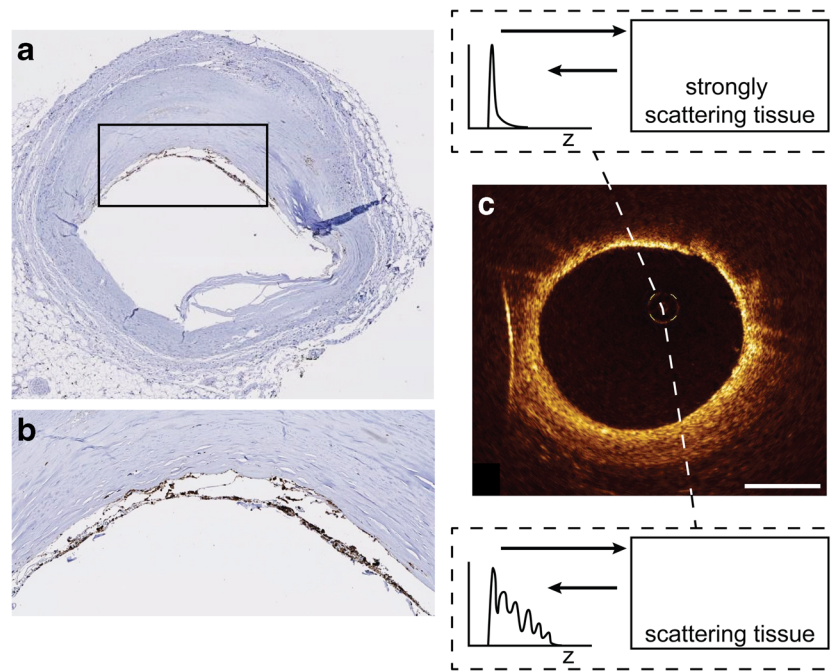 a
z
strongly
scattering tissue
c
b
z
scattering tissue